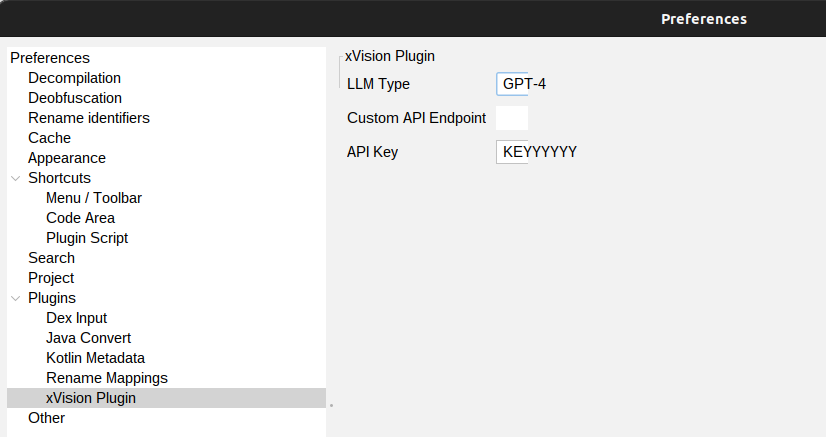 Preferences
Preferences
Decompilation
Deobfuscation
Rename identifiers
Cache
Appearance
Shortcuts
Menu / Toolbar
Code Area
Plugin Script
Search
Project
Plugins
Dex Input
Java Convert
Kotlin Metadata
Rename Mappings
xVision Plugin
Other
xVision Plugin
LLM Type GPT-4
Custom API Endpoint
API Key KEYYYYYY